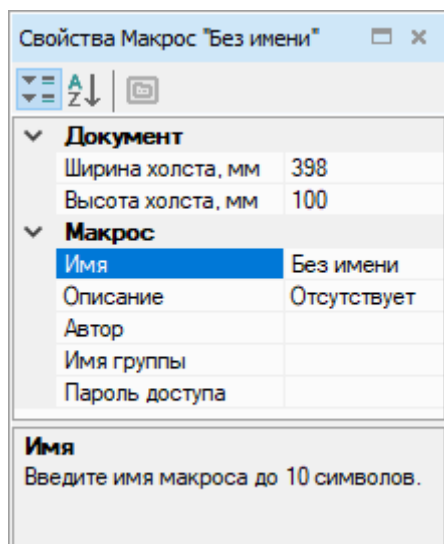 Свойства Макрос "Без имени"
Документ
Ширина холста, мм 398
Высота холста, мм 100
Макрос
Имя Без имени
Описание Отсутствует
Автор
Имя группы
Пароль доступа
Имя
Введите имя макроса до 10 символов.